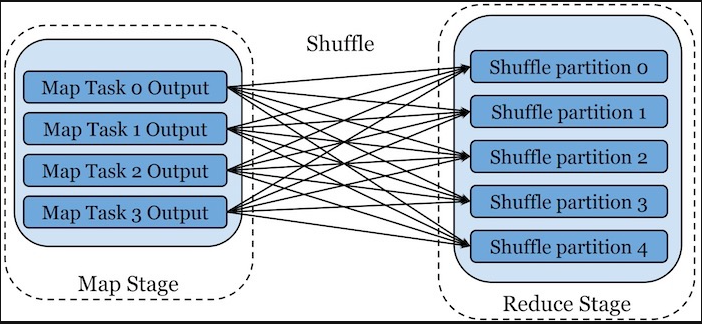 Shuffle
Map Task 0 Output
Map Task 1 Output
Map Task 2 Output
Map Task 3 Output
Map Stage
Shuffle partition 0
Shuffle partition 1
Shuffle partition 2
Shuffle partition 3
Shuffle partition 4
Reduce Stage